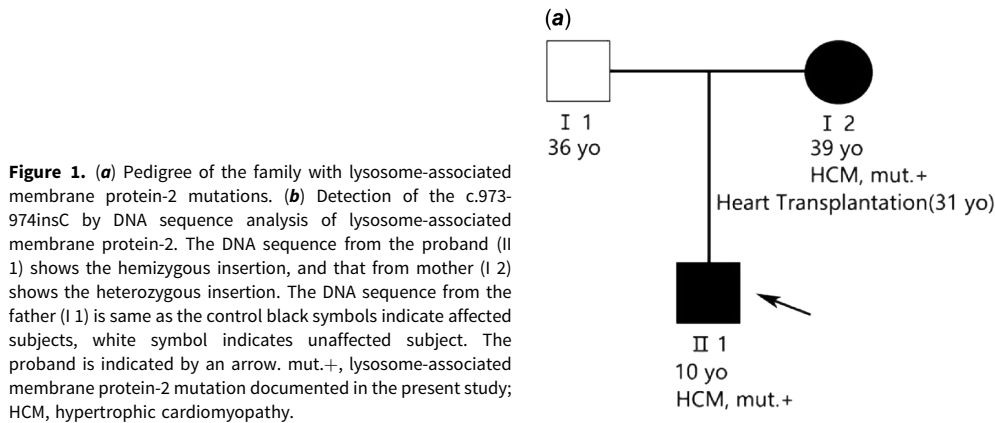 Figure 1. (a) Pedigree of the family with lysosome-associated
membrane protein-2 mutations. (b) Detection of the c.973-
974insC by DNA sequence analysis of lysosome-associated
membrane protein-2. The DNA sequence from the proband (II
1) shows the hemizygous insertion, and that from mother (I 2)
shows the heterozygous insertion. The DNA sequence from the
father (I 1) is same as the control black symbols indicate affected
subjects, white symbol indicates unaffected subject. The
proband is indicated by an arrow. mut.+, lysosome-associated
membrane protein-2 mutation documented in the present study;
HCM, hypertrophic cardiomyopathy.
(a)
I 1
36 yo
I 2
39 yo
HCM, mut.+
Heart Transplantation(31 yo)
II 1
10 yo
HCM, mut.+